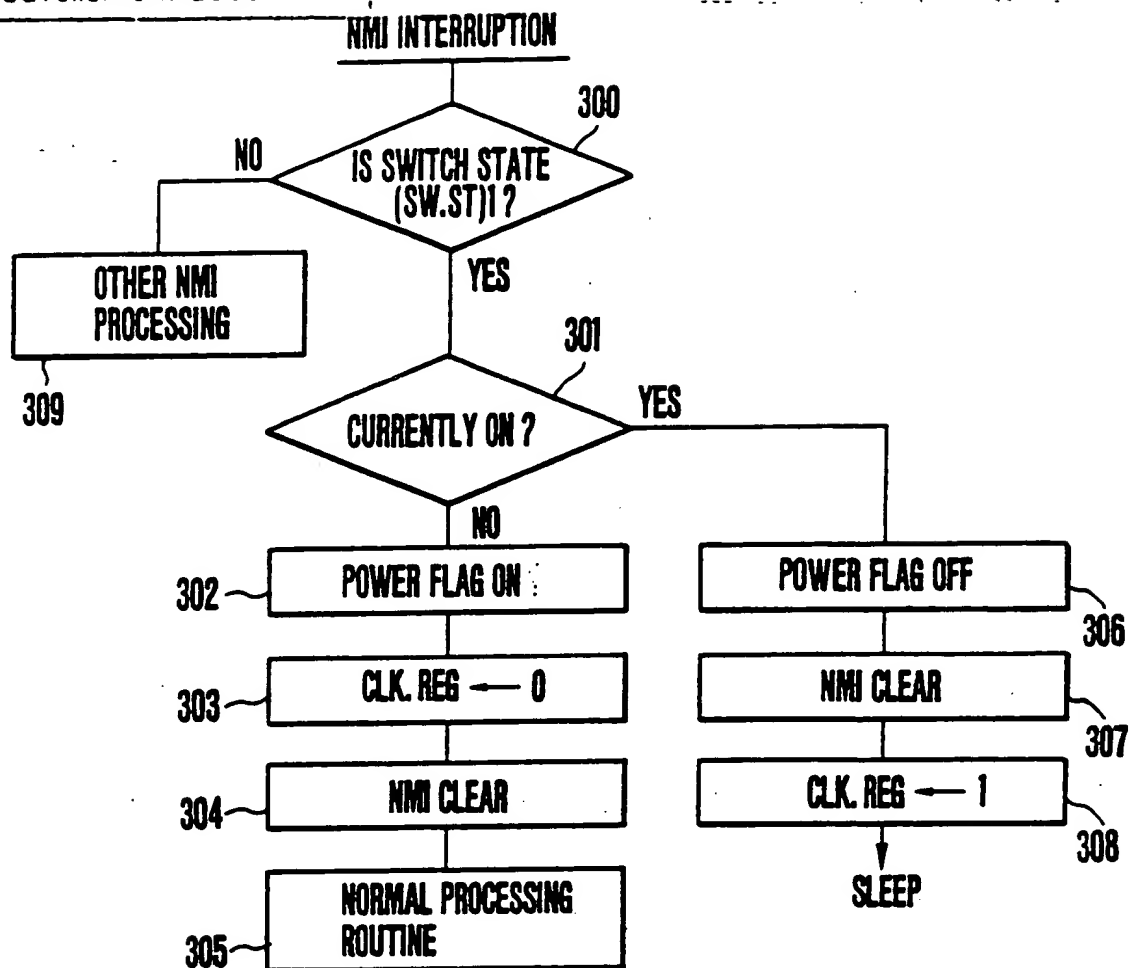 NMI INTERRUPTION
300
NO
IS SWITCH STATE
(SW.ST)1 ?
YES
OTHER NMI
PROCESSING
309
301
CURRENTLY ON ?
YES
NO
302
POWER FLAG ON
POWER FLAG OFF
306
303
CLK. REG ← 0
NMI CLEAR
307
304
NMI CLEAR
CLK. REG ← 1
308
SLEEP
305
NORMAL PROCESSING
ROUTINE